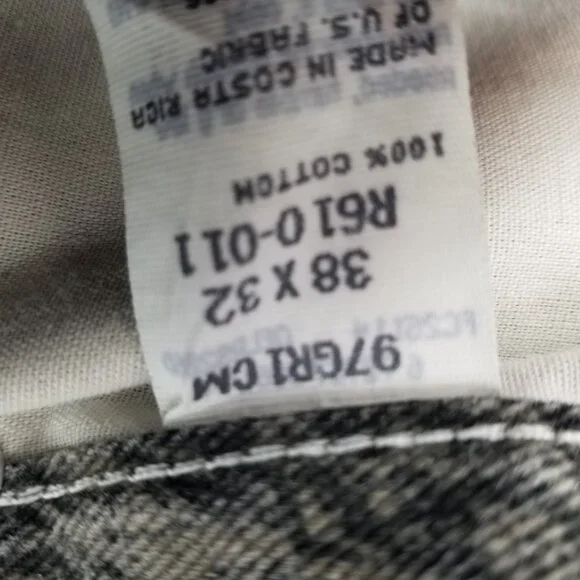 97GR1 CM
38 X 32
R610-011
100% COTTON
MADE IN COSTA RICA
OF U.S. FABRIC